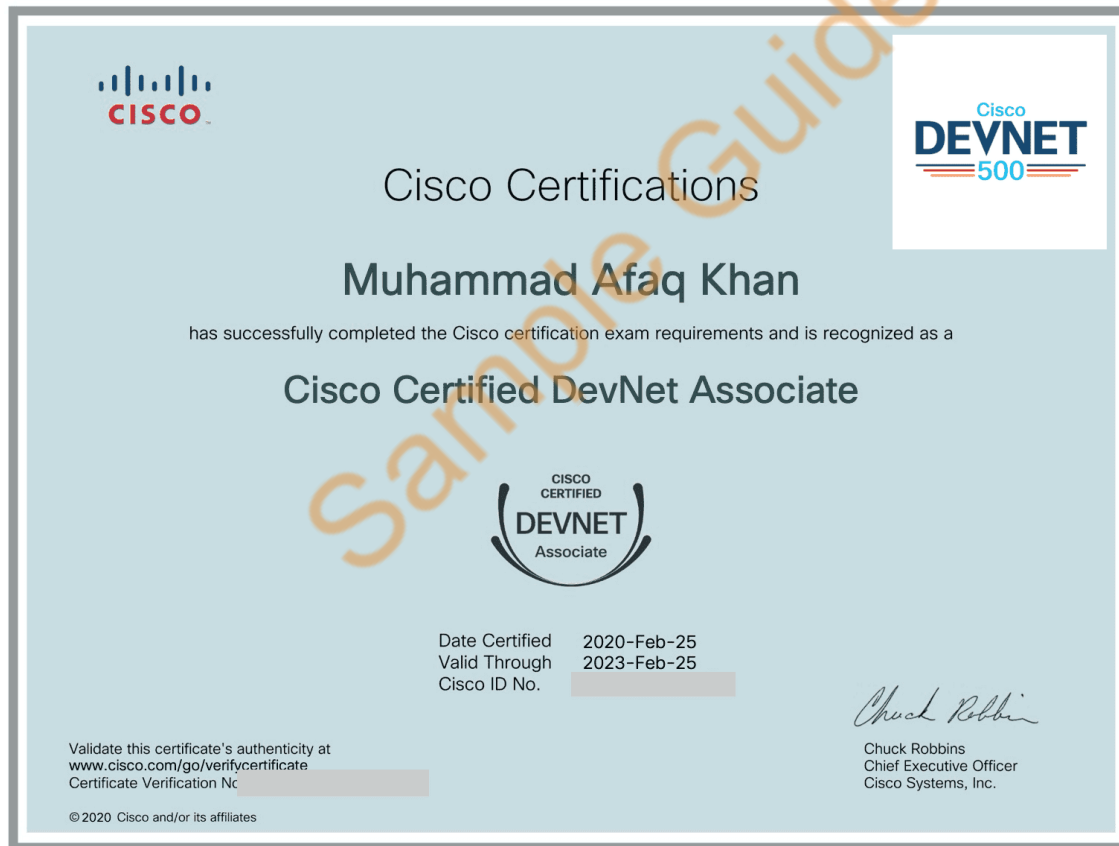 CISCO
Cisco
DEVNET
500
Cisco Certifications
Muhammad Afaq Khan
has successfully completed the Cisco certification exam requirements and is recognized as a
Cisco Certified DevNet Associate
CISCO
CERTIFIED
DEVNET
Associate
Date Certified 2020-Feb-25
Valid Through 2023-Feb-25
Cisco ID No.
Chuck Robbin
Validate this certificate's authenticity at
www.cisco.com/go/verifycertificate
Certificate Verification No
Chuck Robbins
Chief Executive Officer
Cisco Systems, Inc.
©2020 Cisco and/or its affiliates
Sample Guide